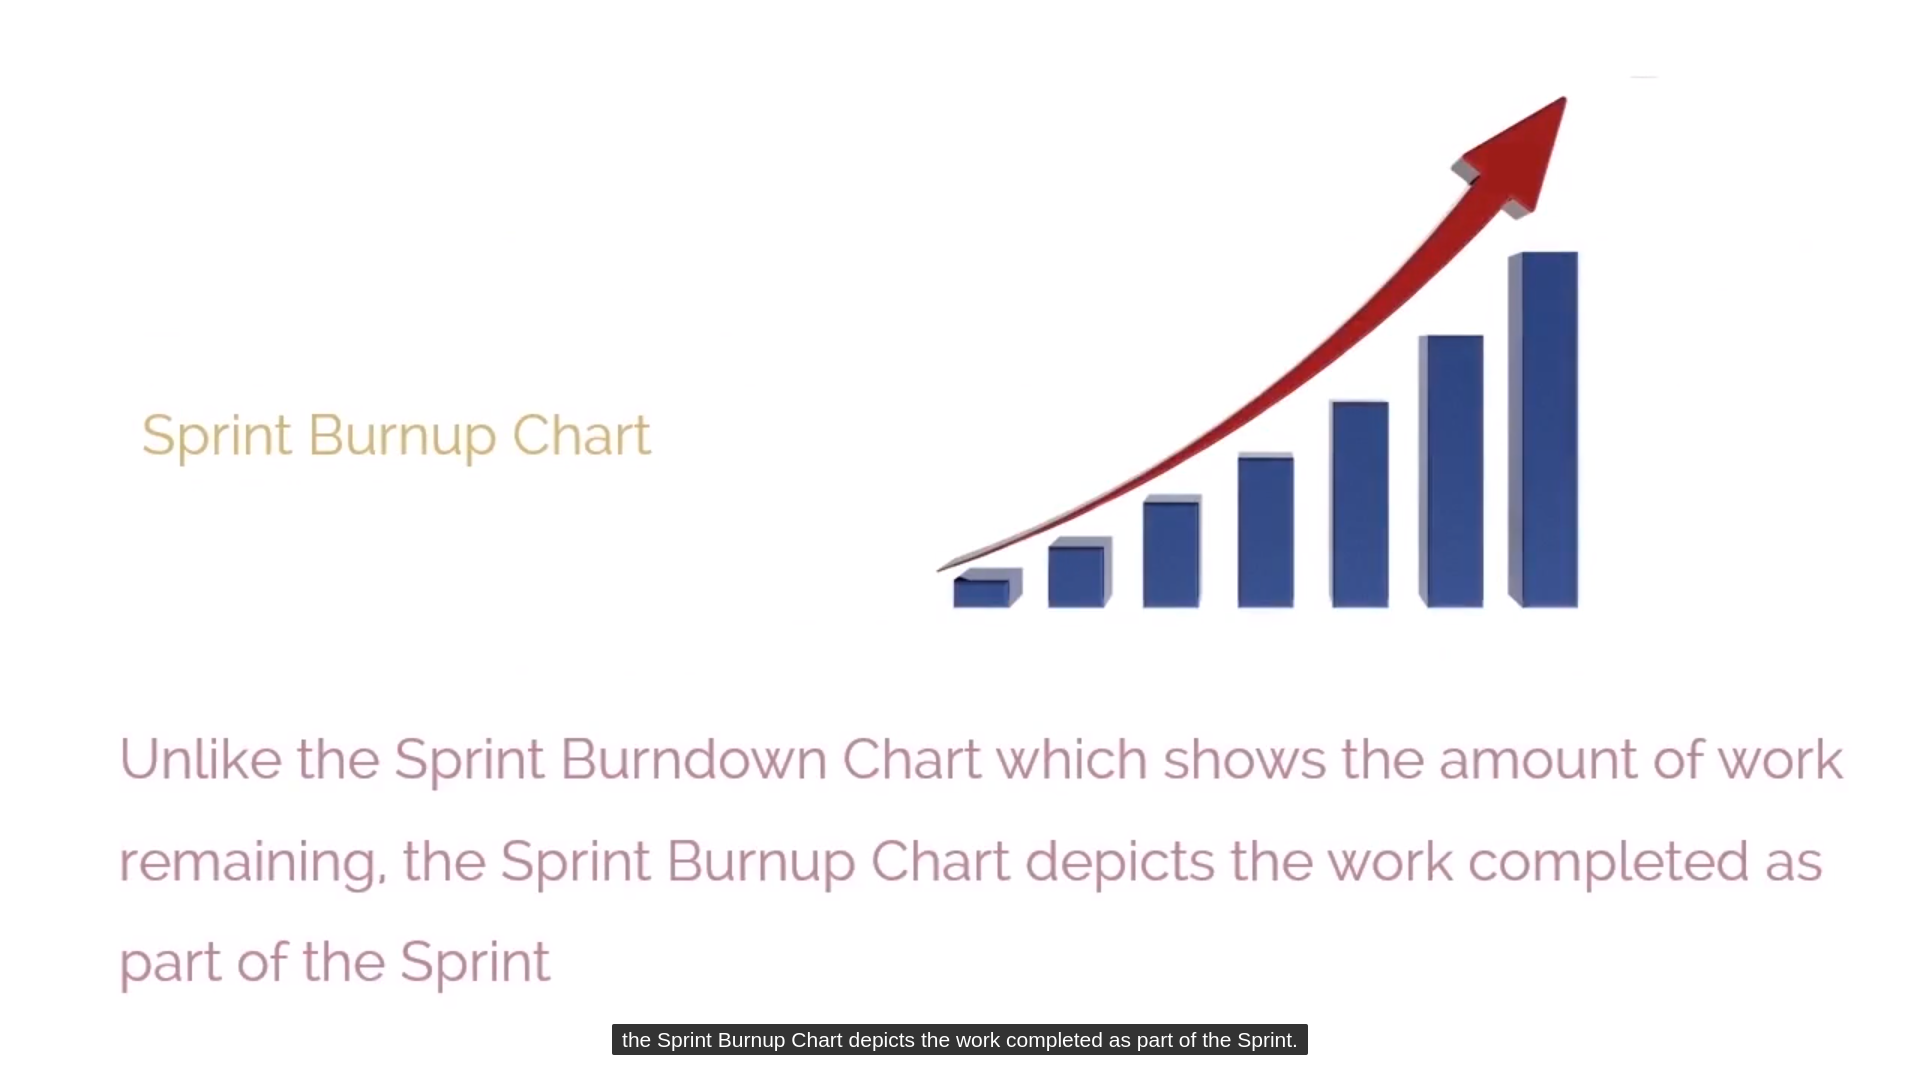 Sprint Burnup Chart
Unlike the Sprint Burndown Chart which shows the amount of work
remaining, the Sprint Burnup Chart depicts the work completed as
part of the Sprint
the Sprint Burnup Chart depicts the work completed as part of the Sprint.